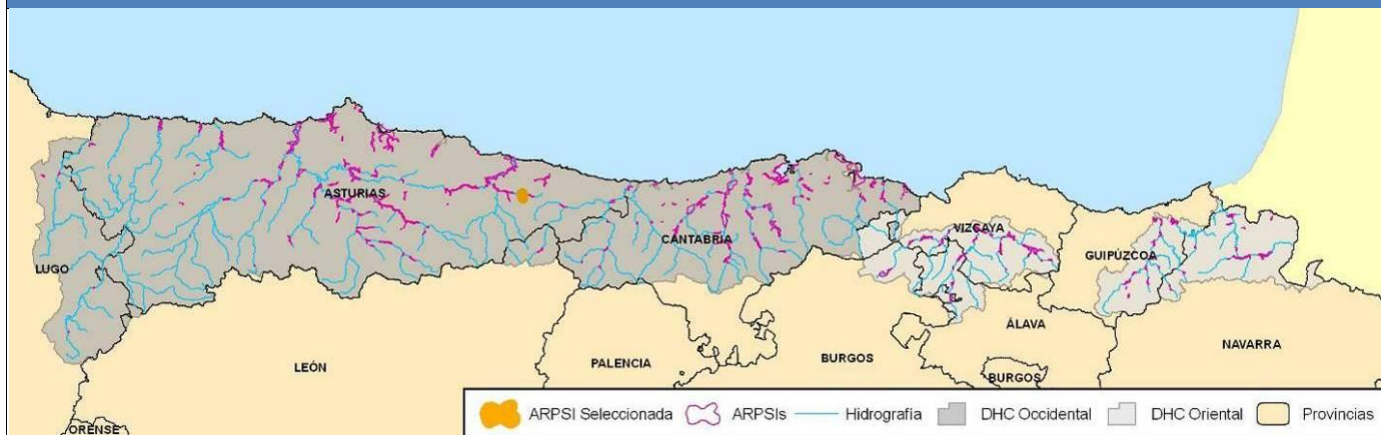 ASTURIAS
CANTABRIA
VIZCAYA
GUIPÚZCOA
LUGO
ÁLAVA
NAVARRA
LEÓN
PALENCIA
BURGOS
BURGOS
ORENSE
ARPSI Seleccionada ARPSIs Hidrografía DHC Occidental DHC Oriental Provincias